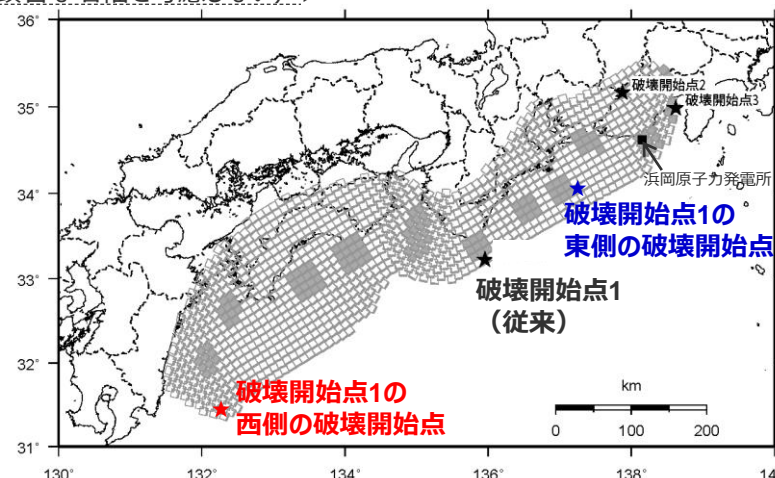 36°
破壊開始点2
35°
破壊開始点3
浜岡原子力発電所
34°
破壊開始点1の
東側の破壊開始点
33°
破壊開始点1
（従来）
32°
破壊開始点1の
西側の破壊開始点
km
0 100 200
31°
130° 132° 134° 136° 138°